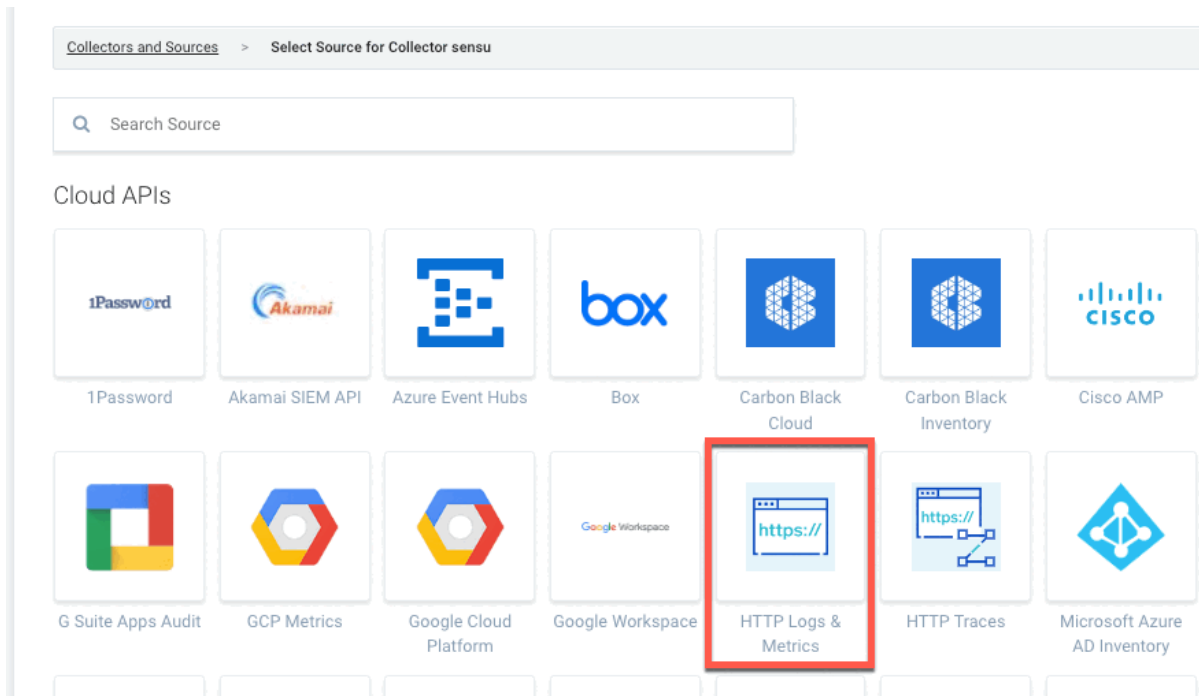 Collectors and Sources > Select Source for Collector sensu
Search Source
Cloud APIs
1Password
Akamai
box
CISCO
1Password
Akamai SIEM API
Azure Event Hubs
Box
Carbon Black
Cloud
Carbon Black
Inventory
Cisco AMP
Google Workspace
https://
https://
G Suite Apps Audit
GCP Metrics
Google Cloud
Platform
Google Workspace
HTTP Logs &
Metrics
HTTP Traces
Microsoft Azure
AD Inventory